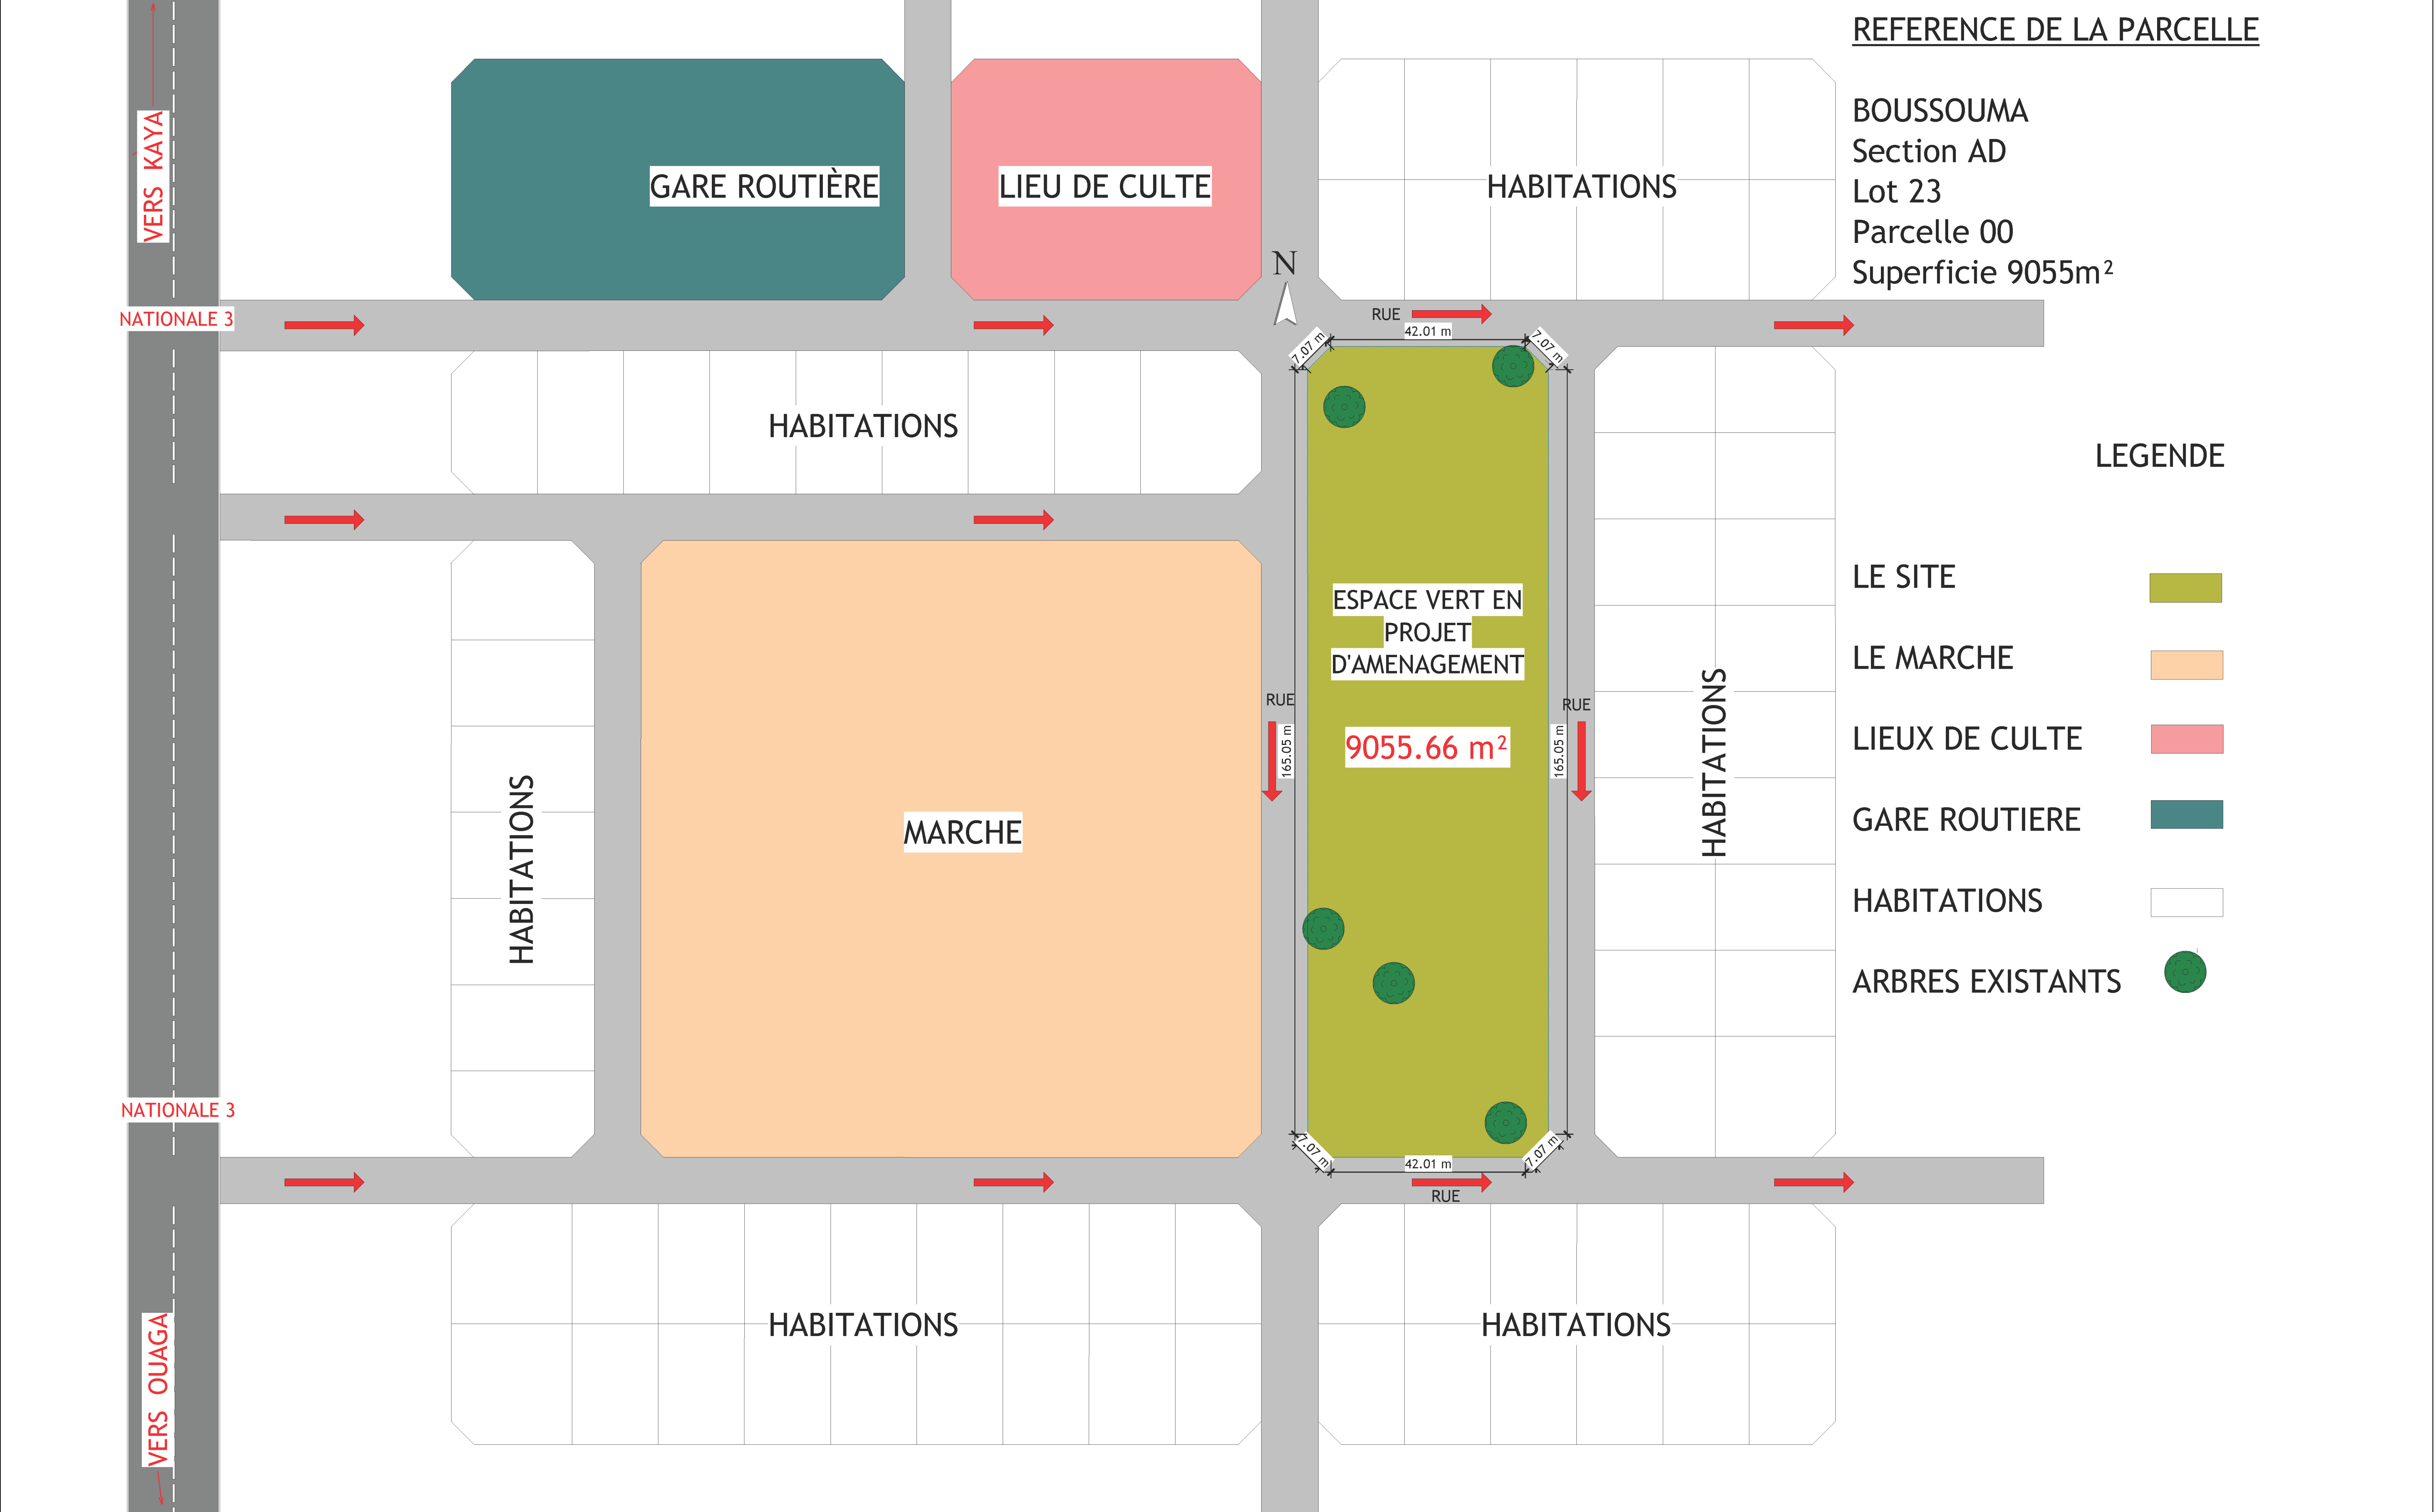 REFERENCE DE LA PARCELLE
BOUSSOUMA
Section AD
Lot 23
Parcelle 00
Superficie 9055m²
VERS KAYA
GARE ROUTIÈRE
LIEU DE CULTE
HABITATIONS
N
NATIONALE 3
RUE
42.01 m
7.07 m
7.07 m
HABITATIONS
LEGENDE
LE SITE
LE MARCHE
LIEUX DE CULTE
GARE ROUTIERE
HABITATIONS
ARBRES EXISTANTS
ESPACE VERT EN
PROJET
D'AMENAGEMENT
9055.66 m²
RUE
165.05 m
RUE
165.05 m
HABITATIONS
MARCHE
HABITATIONS
NATIONALE 3
7.07 m
42.01 m
7.07 m
RUE
HABITATIONS
HABITATIONS
VERS OUAGA